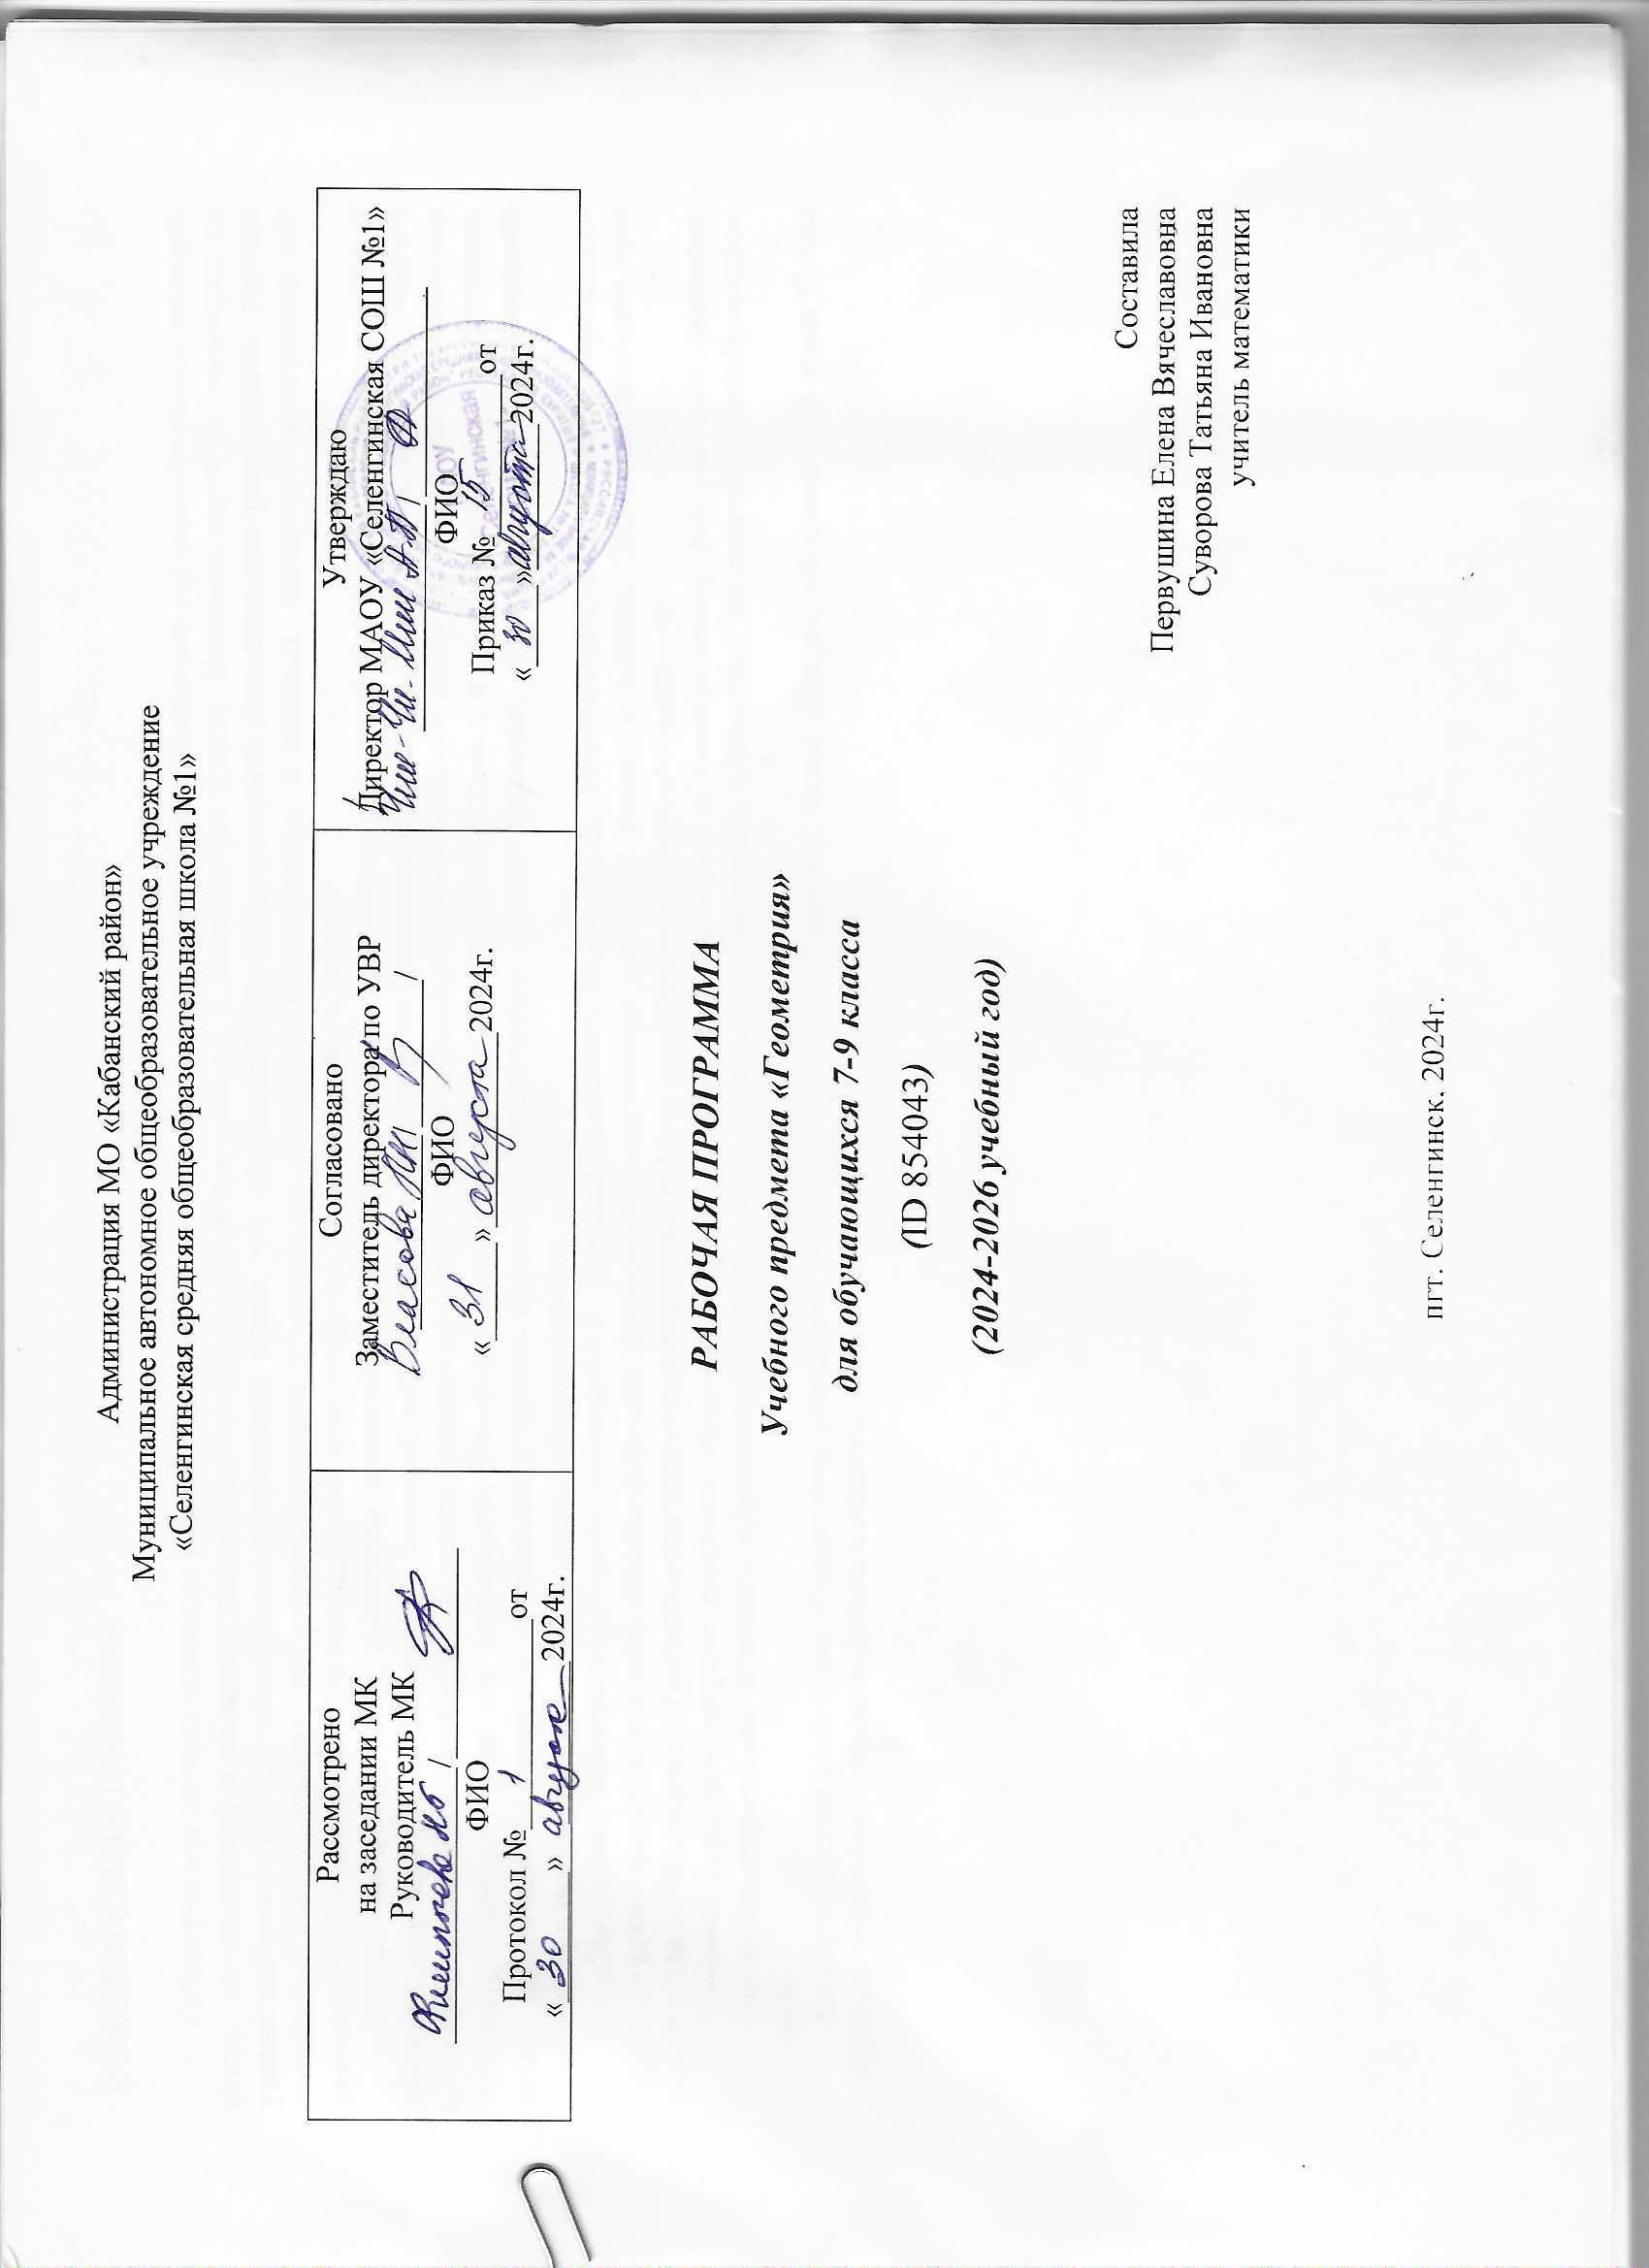 Администрация МО «Кабанский район»
Муниципальное автономное общеобразовательное учреждение
«Селенгинская средняя общеобразовательная школа №1»
Рассмотрено
на заседании МК
Руководитель МК
/
ФИО
Протокол № 1 от
« 30 » 2024г.
Согласовано
Заместитель директора по УВР
Власова
ФИО
« 31 » августа 2024г.
Утверждаю
Директор МАОУ «Селенгинская СОШ №1»
/
ФИО
Приказ № 15 от
« 30 » августа 2024г.
РАБОЧАЯ ПРОГРАММА
Учебного предмета «Геометрия»
для обучающихся 7-9 класса
(ID 854043)
(2024-2026 учебный год)
Составила
Первушина Елена Вячеславовна
Суворова Татьяна Ивановна
учитель математики
пгт. Селенгинск, 2024г.